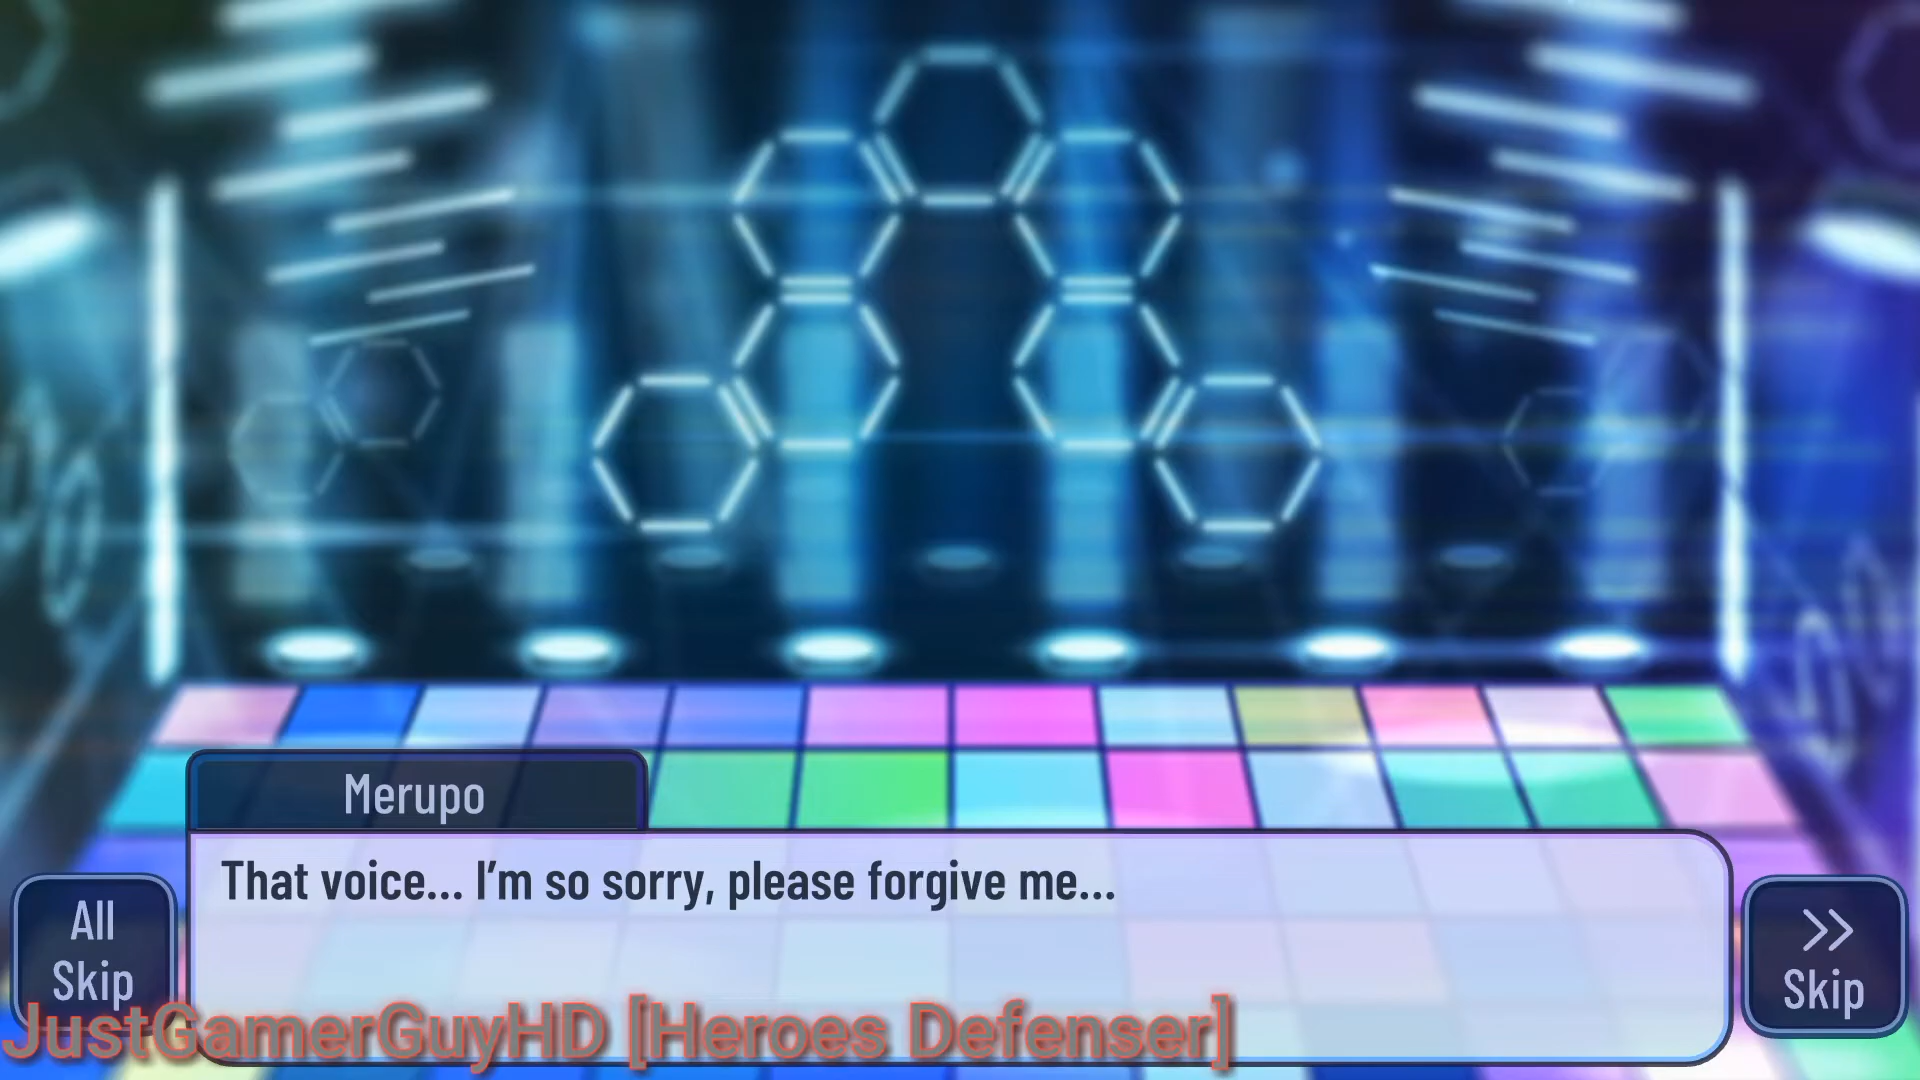 Merupo
That voice... I'm so sorry, please forgive me...
All
Skip
Skip
JustGamerGuyHD [Heroes Defenser]